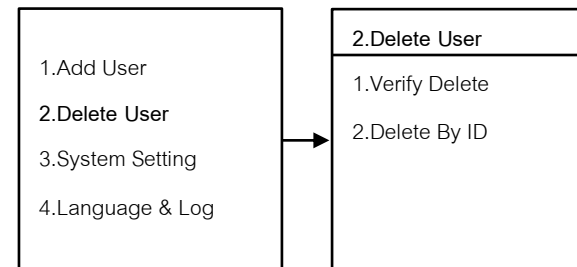 1.Add User
2.Delete User
3.System Setting
4.Language & Log
2.Delete User
1.Verify Delete
2.Delete By ID